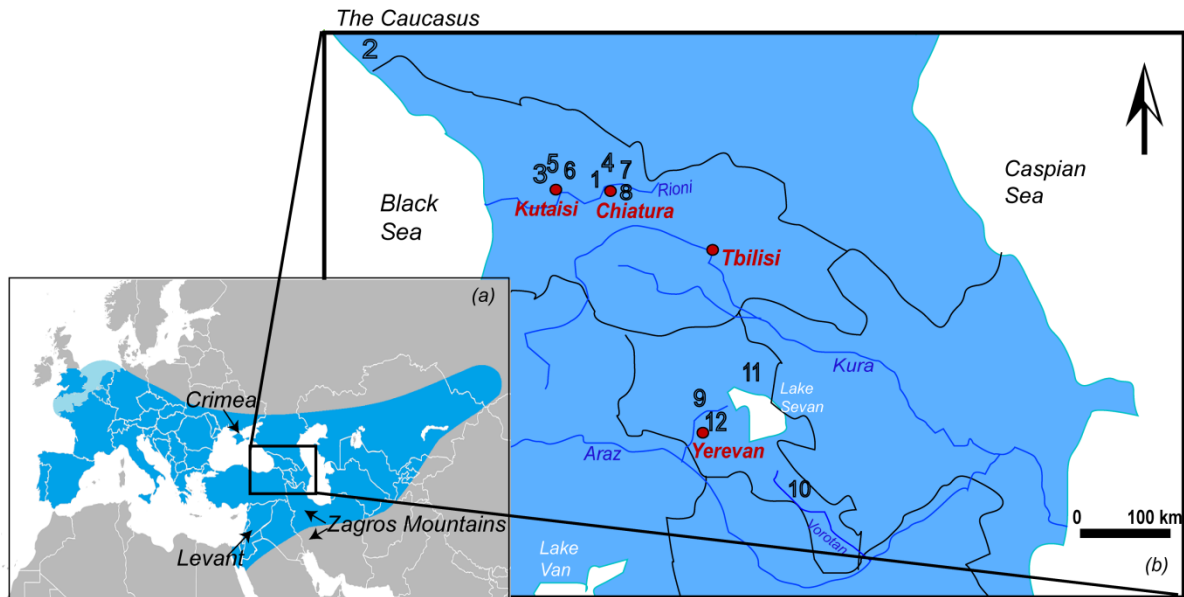 The Caucasus
2
5
4
7
3
6
1
8
Rioni
Kutaisi
Chiatura
Black
Sea
Caspian
Sea
Tbilisi
(a)
Crimea
Zagros Mountains
Levant
Kura
11
Lake
Sevan
9
12
Yerevan
Araz
10
Vorotan
0
100 km
Lake
Van
(b)